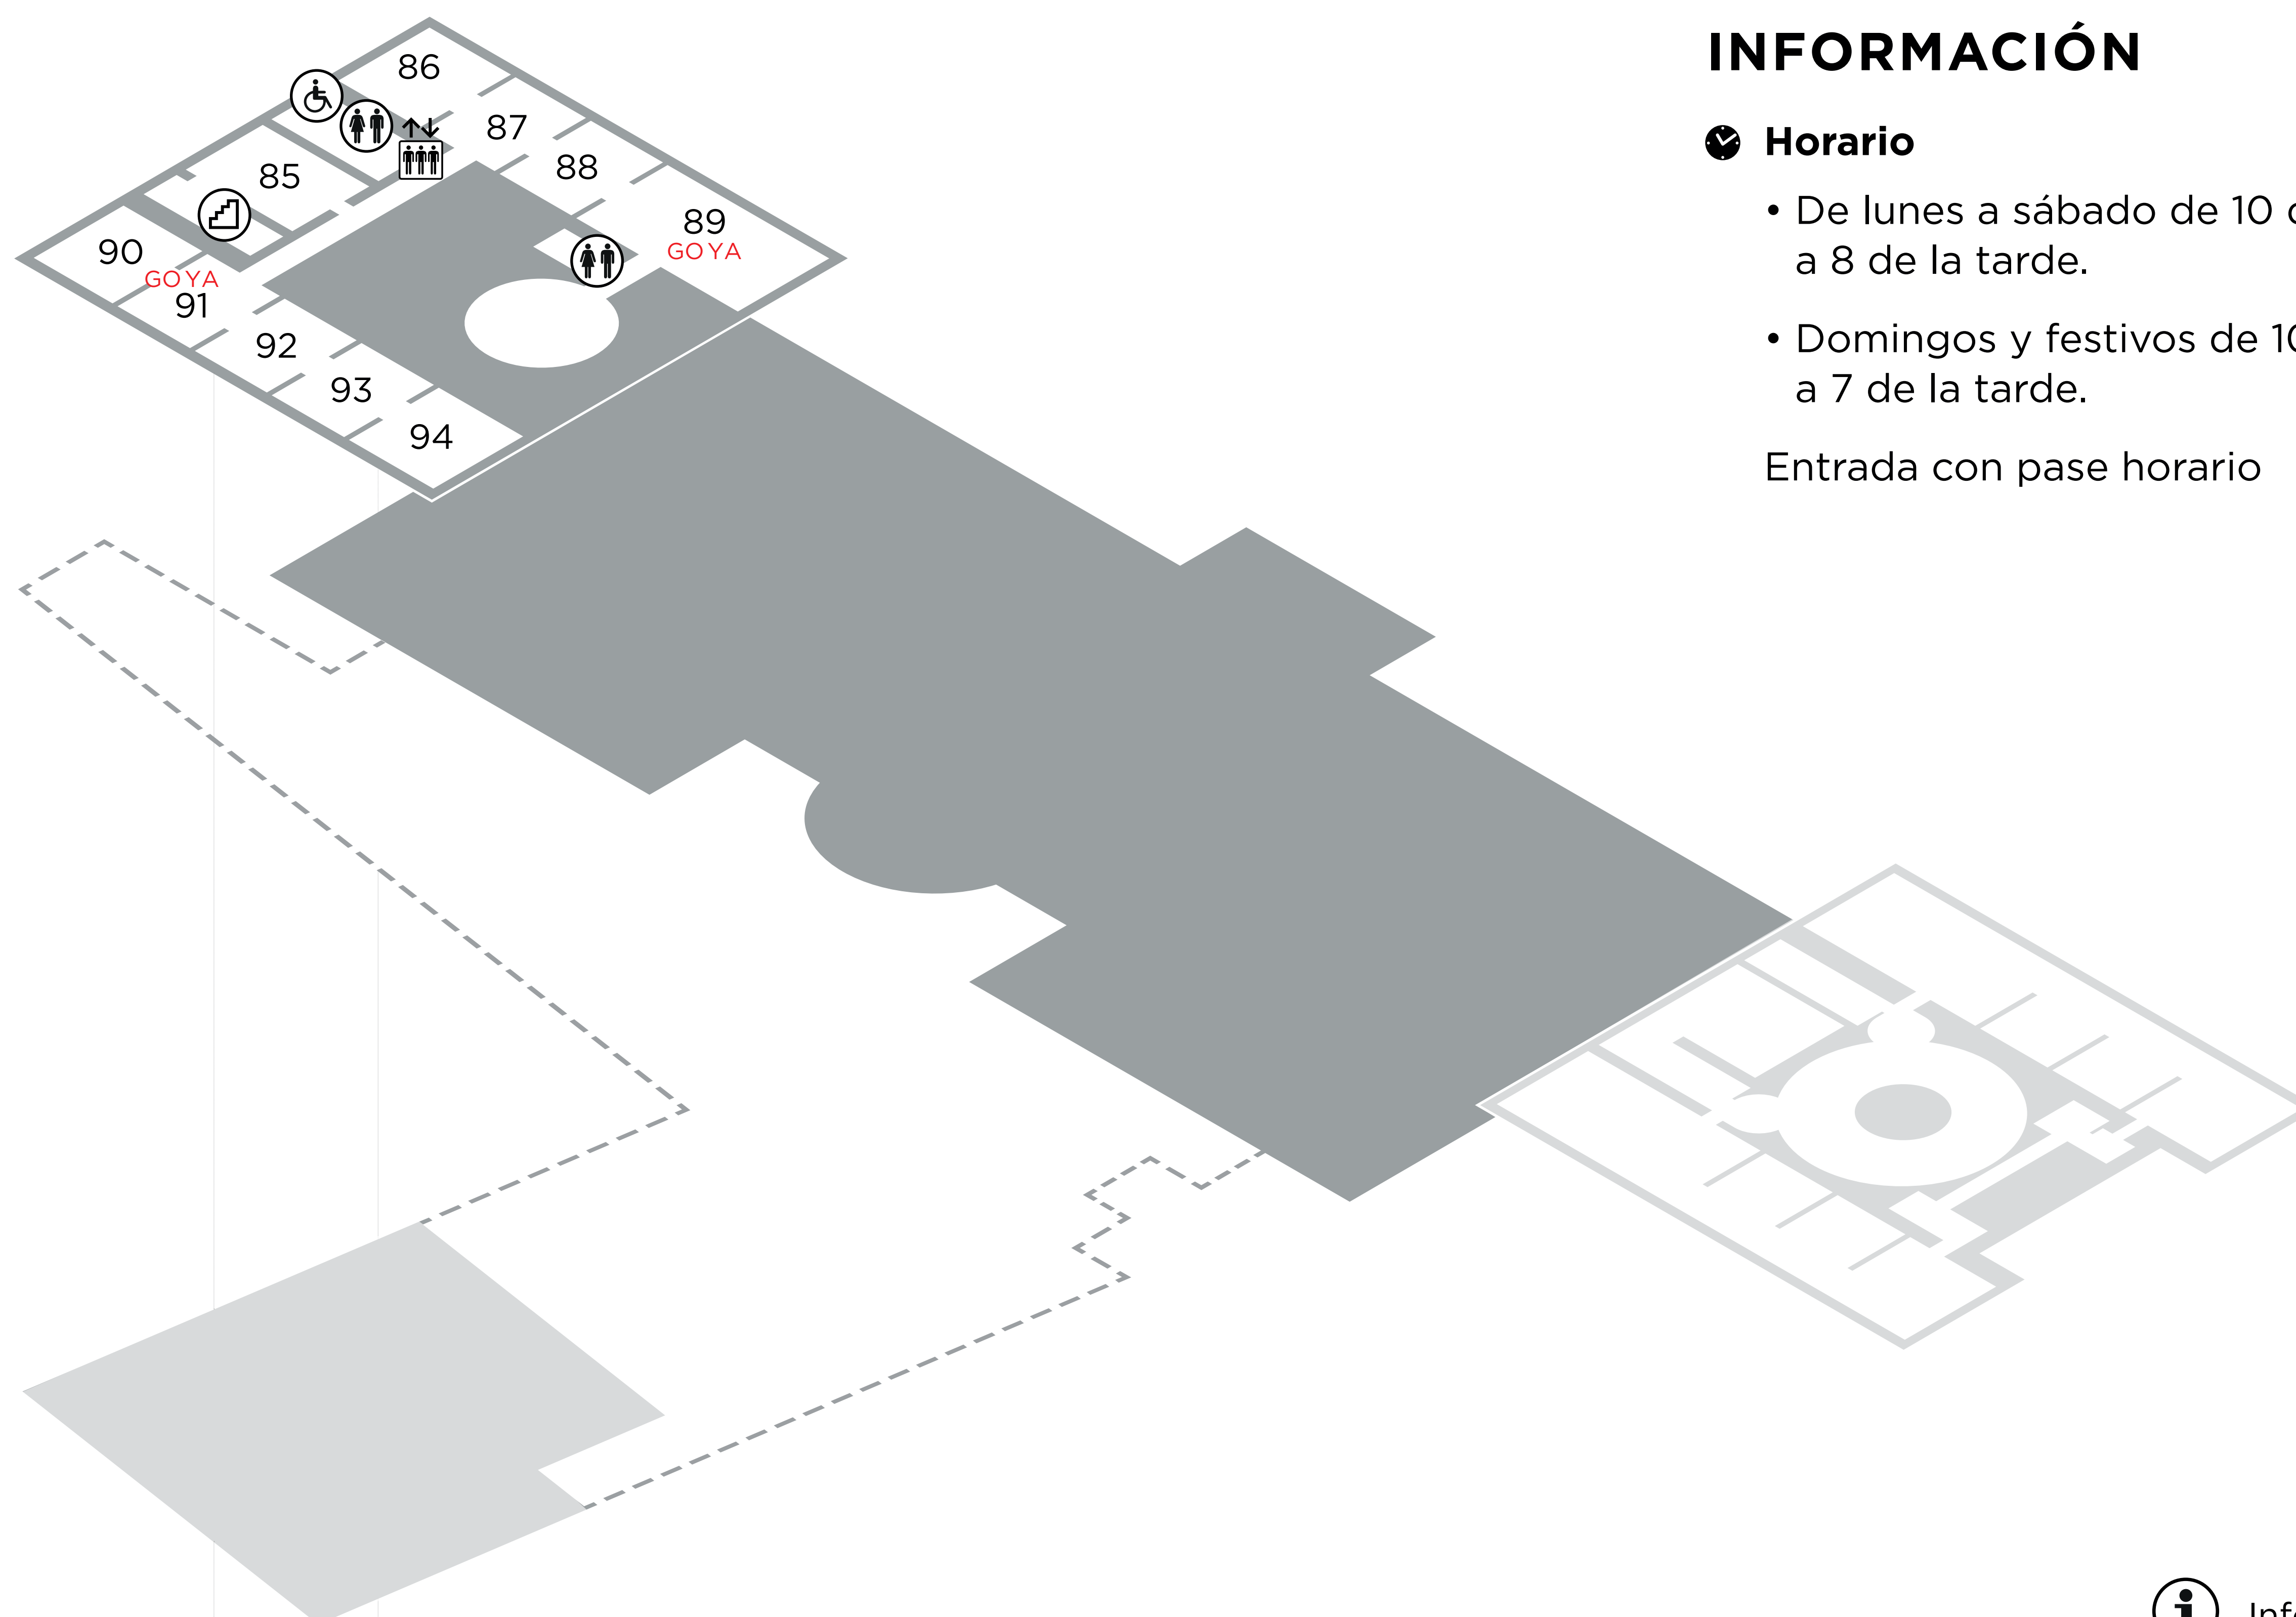 86
87
88
85
89
GOYA
90
GOYA
91
92
93
94
INFORMACIÓN
Horario
• De lunes a sábado de 10
a 8 de la tarde.
• Domingos y festivos de 10
a 7 de la tarde.
Entrada con pase horario